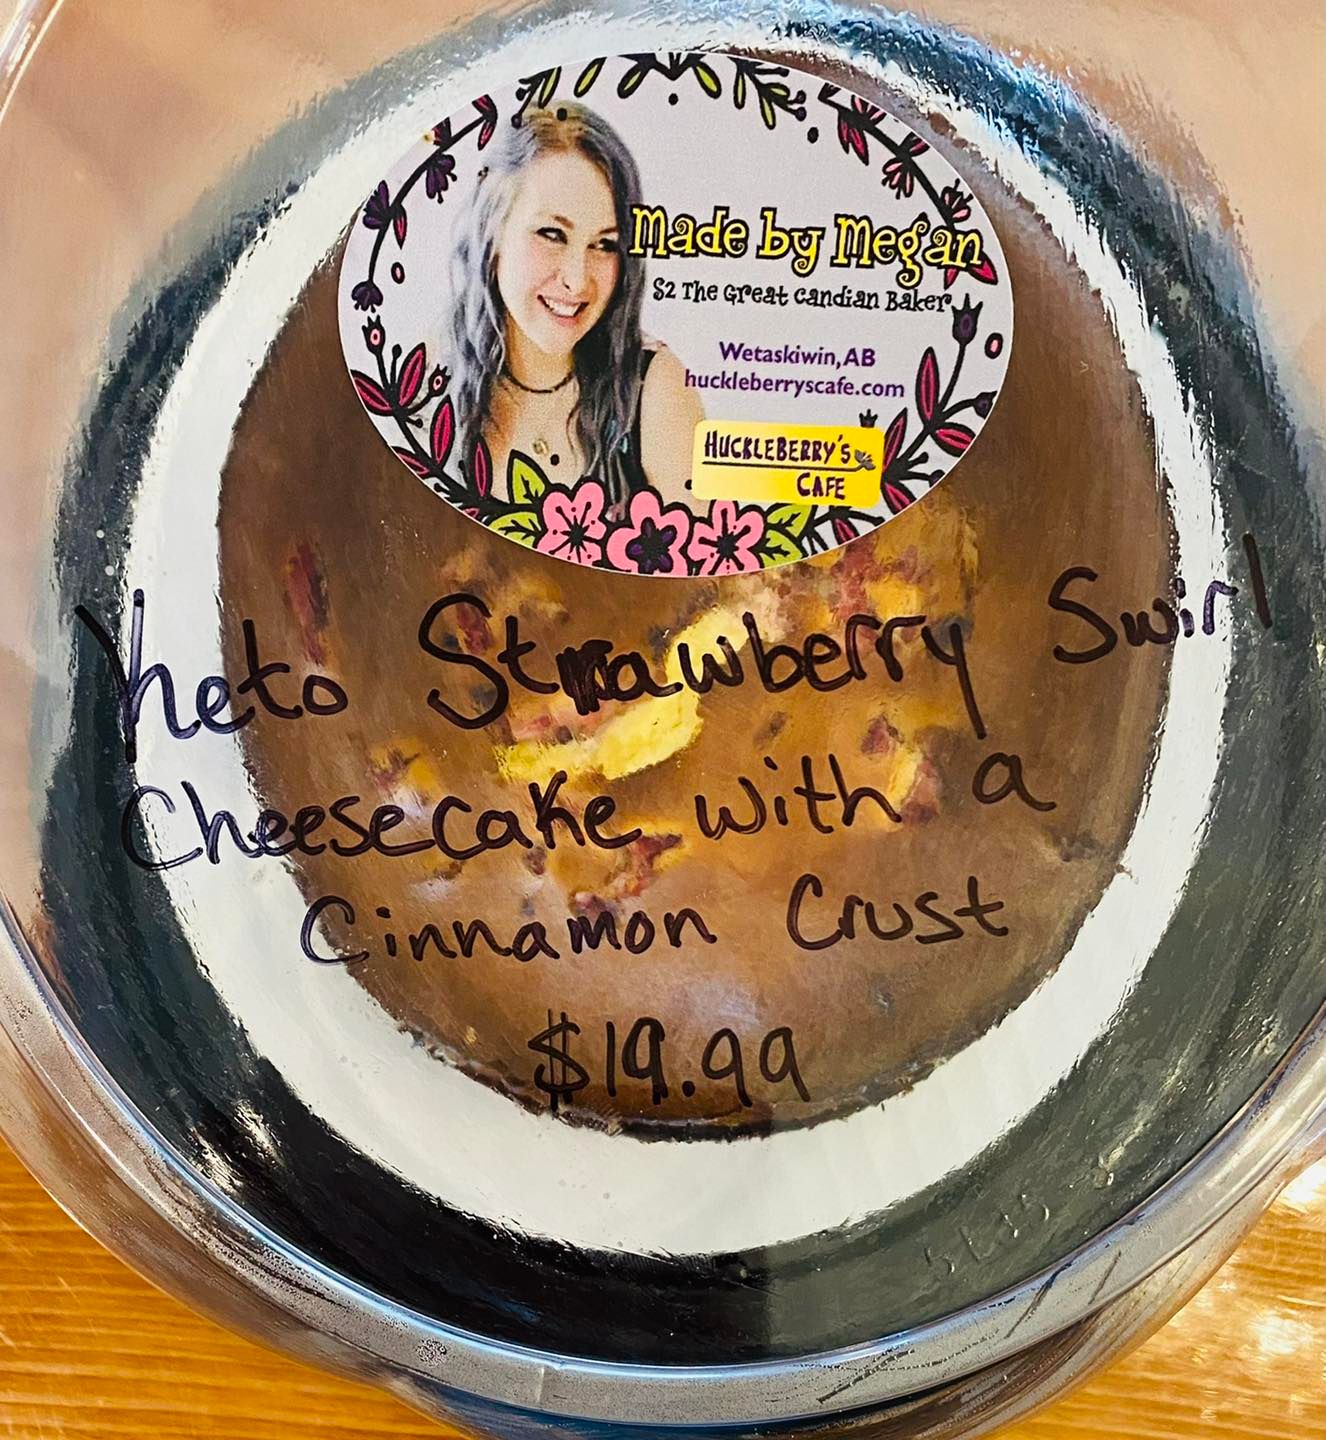 Made by Megan
S2 The Great Candian Baker
Wetaskiwin, AB
huckleberryscafe.com
HUCKLEBERRY'S
CAFE
Keto Strawberry Swirl
Cheesecake with a
Cinnamon Crust
$19.99